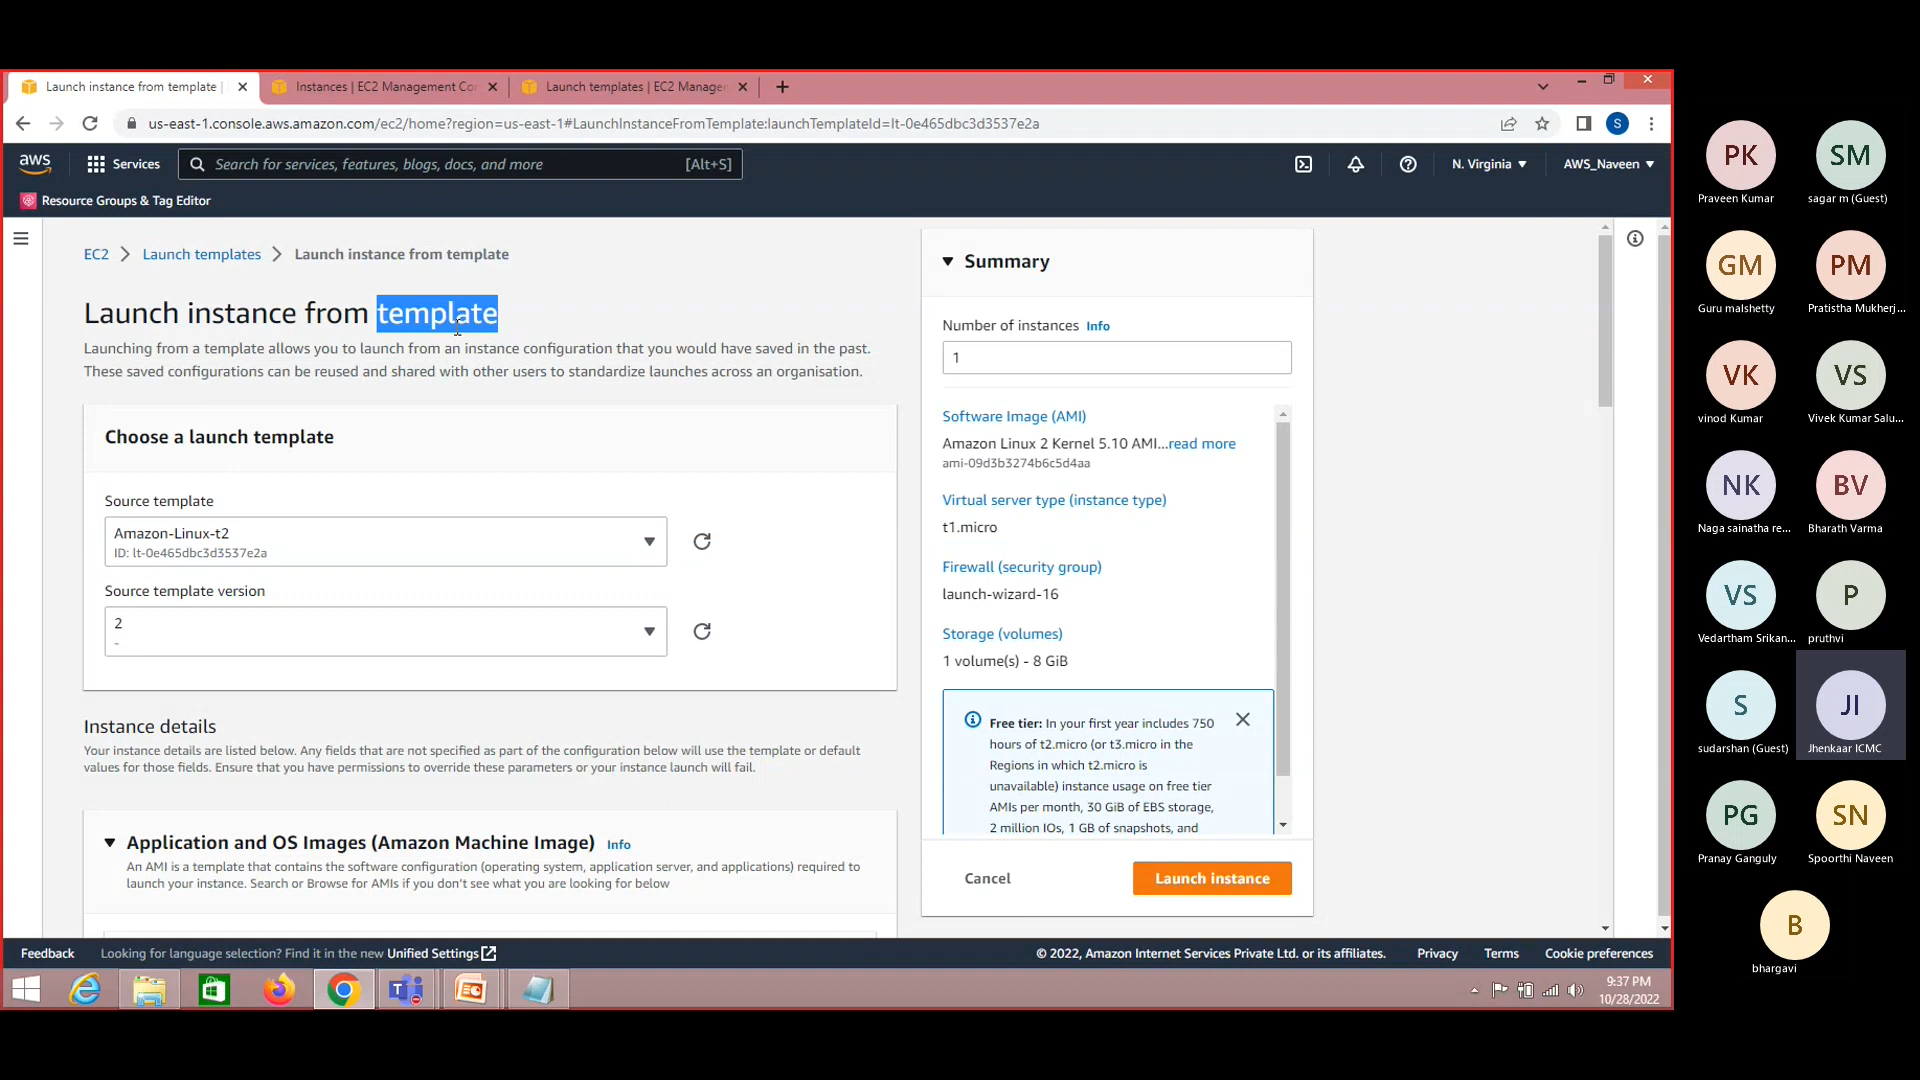 Launch instance from template |
Instances | EC2 Management Co
Launch templates | EC2 Manage
us-east-1.console.aws.amazon.com/ec2/home?region=us-east-1#LaunchInstanceFromTemplate:launchTemplateId=lt-0e465dbc3d3537e2a
S
aws
Services
Search for services, features, blogs, docs, and more
[Alt+S]
N. Virginia
AWS_Naveen
Resource Groups & Tag Editor
EC2
Launch templates
Launch instance from template
Launch instance from template
Launching from a template allows you to launch from an instance configuration that you would have saved in the past.
These saved configurations can be reused and shared with other users to standardize launches across an organisation.
Choose a launch template
Source template
Amazon-Linux-t2
ID: lt-0e465dbc3d3537e2a
Source template version
2
-
Instance details
Your instance details are listed below. Any fields that are not specified as part of the configuration below will use the template or default
values for those fields. Ensure that you have permissions to override these parameters or your instance launch will fail.
Application and OS Images (Amazon Machine Image) Info
An AMI is a template that contains the software configuration (operating system, application server, and applications) required to
launch your instance. Search or Browse for AMIs if you don't see what you are looking for below
Summary
Number of instances Info
1
Software Image (AMI)
Amazon Linux 2 Kernel 5.10 AMI...read more
ami-09d3b3274b6c5d4aa
Virtual server type (instance type)
t1.micro
Firewall (security group)
launch-wizard-16
Storage (volumes)
1 volume(s) - 8 GiB
Free tier: In your first year includes 750
hours of t2.micro (or t3.micro in the
Regions in which t2.micro is
unavailable) instance usage on free tier
AMIs per month, 30 GiB of EBS storage,
2 million IOs, 1 GB of snapshots, and
Cancel
Launch instance
Feedback
Looking for language selection? Find it in the new Unified Settings
© 2022, Amazon Internet Services Private Ltd. or its affiliates.
Privacy
Terms
Cookie preferences
9:37 PM
10/28/2022
PK
Praveen Kumar
SM
sagar m (Guest)
GM
Guru malshetty
PM
Pratistha Mukherj...
VK
vinod Kumar
VS
Vivek Kumar Salu...
NK
Naga sainatha re...
BV
Bharath Varma
VS
Vedartham Srikan...
P
pruthvi
S
sudarshan (Guest)
JI
Jhenkaar ICMC
PG
Pranay Ganguly
SN
Spoorthi Naveen
B
bhargavi